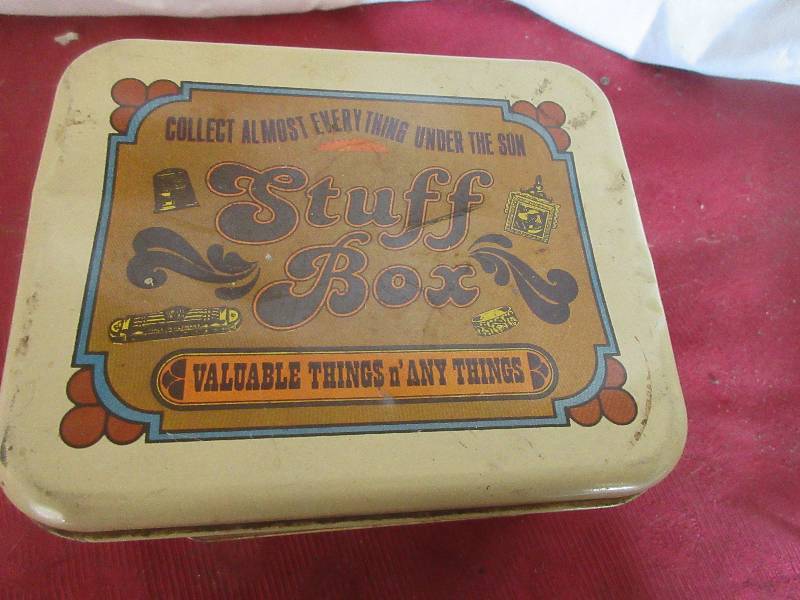 COLLECT ALMOST EVERYTHING UNDER THE SUN
Stuff
Box
VALUABLE THINGS n' ANY THINGS